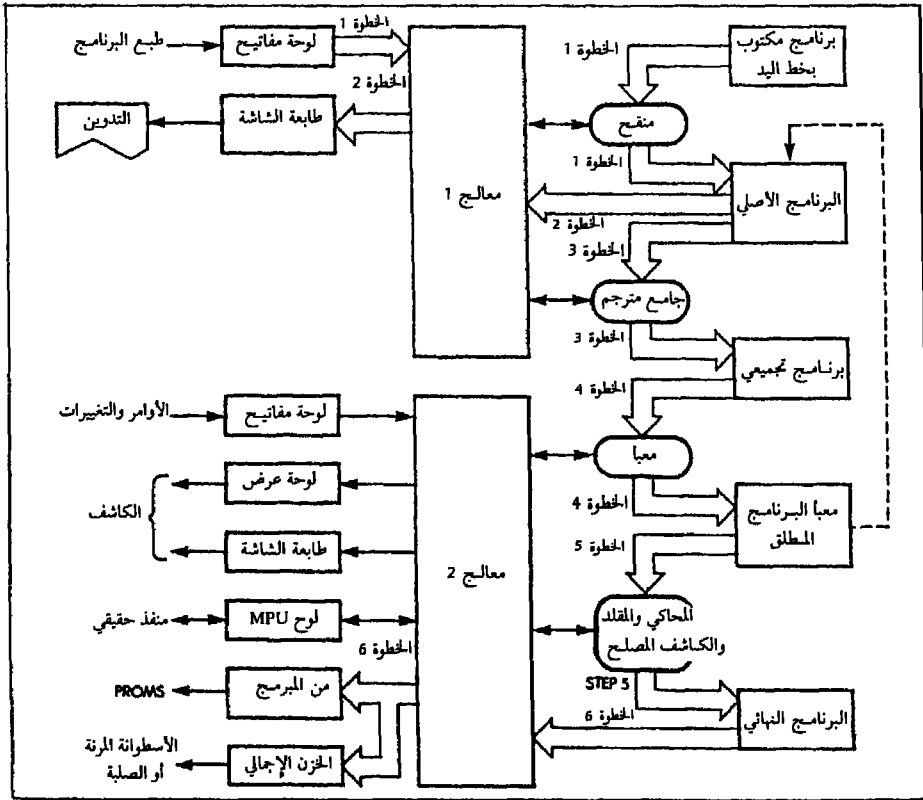 الخطوة 1
طبع البرنامج
لوحة مفاتيح
برنامج مكتوب
بخط اليد
الخطوة 1
الخطوة 2
طابعة الشاشة
التدوين
منقح
الخطوة 1
معالج 1
البرنامج الأصلي
الخطوة 2
الخطوة 3
جامع مترجم
الخطوة 3
برنامج تجميعي
الخطوة 4
الأوامر والتغييرات
لوحة مفاتيح
معبا
لوحة عرض
الكاشف
الخطوة 4
معبأ البرنامج
المطلق
طابعة الشاشة
الخطوة 5
معالج 2
منفذ حقيقي
لوح MPU
المحاكي والمقلد
والكاشف المصلح
الخطوة 6
STEP 5
PROMS
من المبرمج
الخطوة 6
البرنامج النهائي
الأسطوانة المرنة
أو الصلبة
الخزن الإجمالي